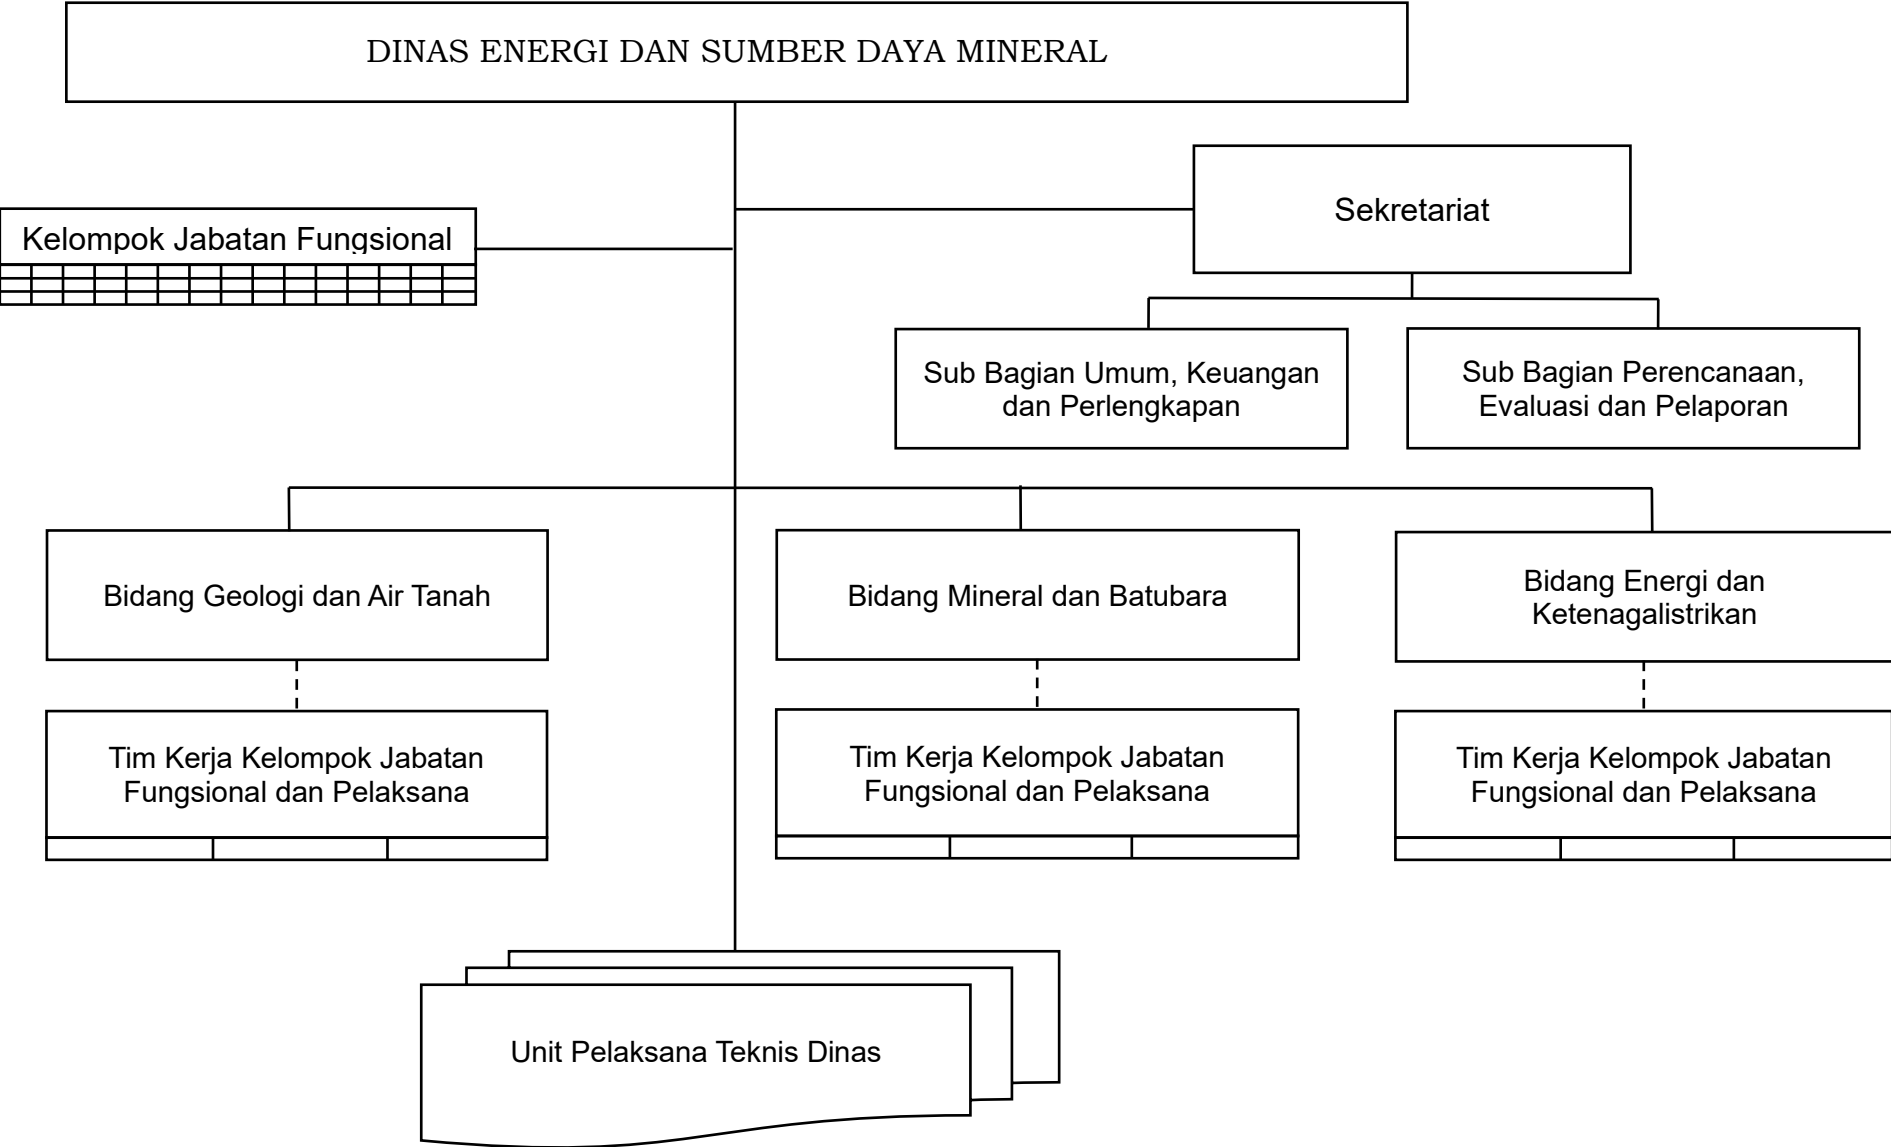 DINAS ENERGI DAN SUMBER DAYA MINERAL
Sekretariat
Kelompok Jabatan Fungsional
Sub Bagian Umum, Keuangan
dan Perlengkapan
Sub Bagian Perencanaan,
Evaluasi dan Pelaporan
Bidang Geologi dan Air Tanah
Bidang Mineral dan Batubara
Bidang Energi dan
Ketenagalistrikan
Tim Kerja Kelompok Jabatan
Fungsional dan Pelaksana
Tim Kerja Kelompok Jabatan
Fungsional dan Pelaksana
Tim Kerja Kelompok Jabatan
Fungsional dan Pelaksana
Unit Pelaksana Teknis Dinas